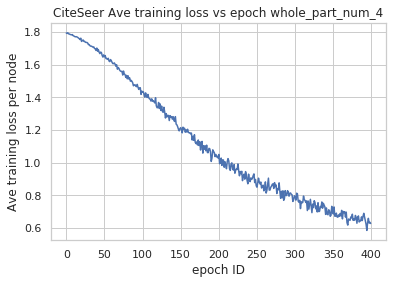 CiteSeer Ave training loss vs epoch whole_part_num_4
Ave training loss per node
1.8
1.6
1.4
1.2
1.0
0.8
0.6
0 50 100 150 200 250 300 350 400
epoch ID